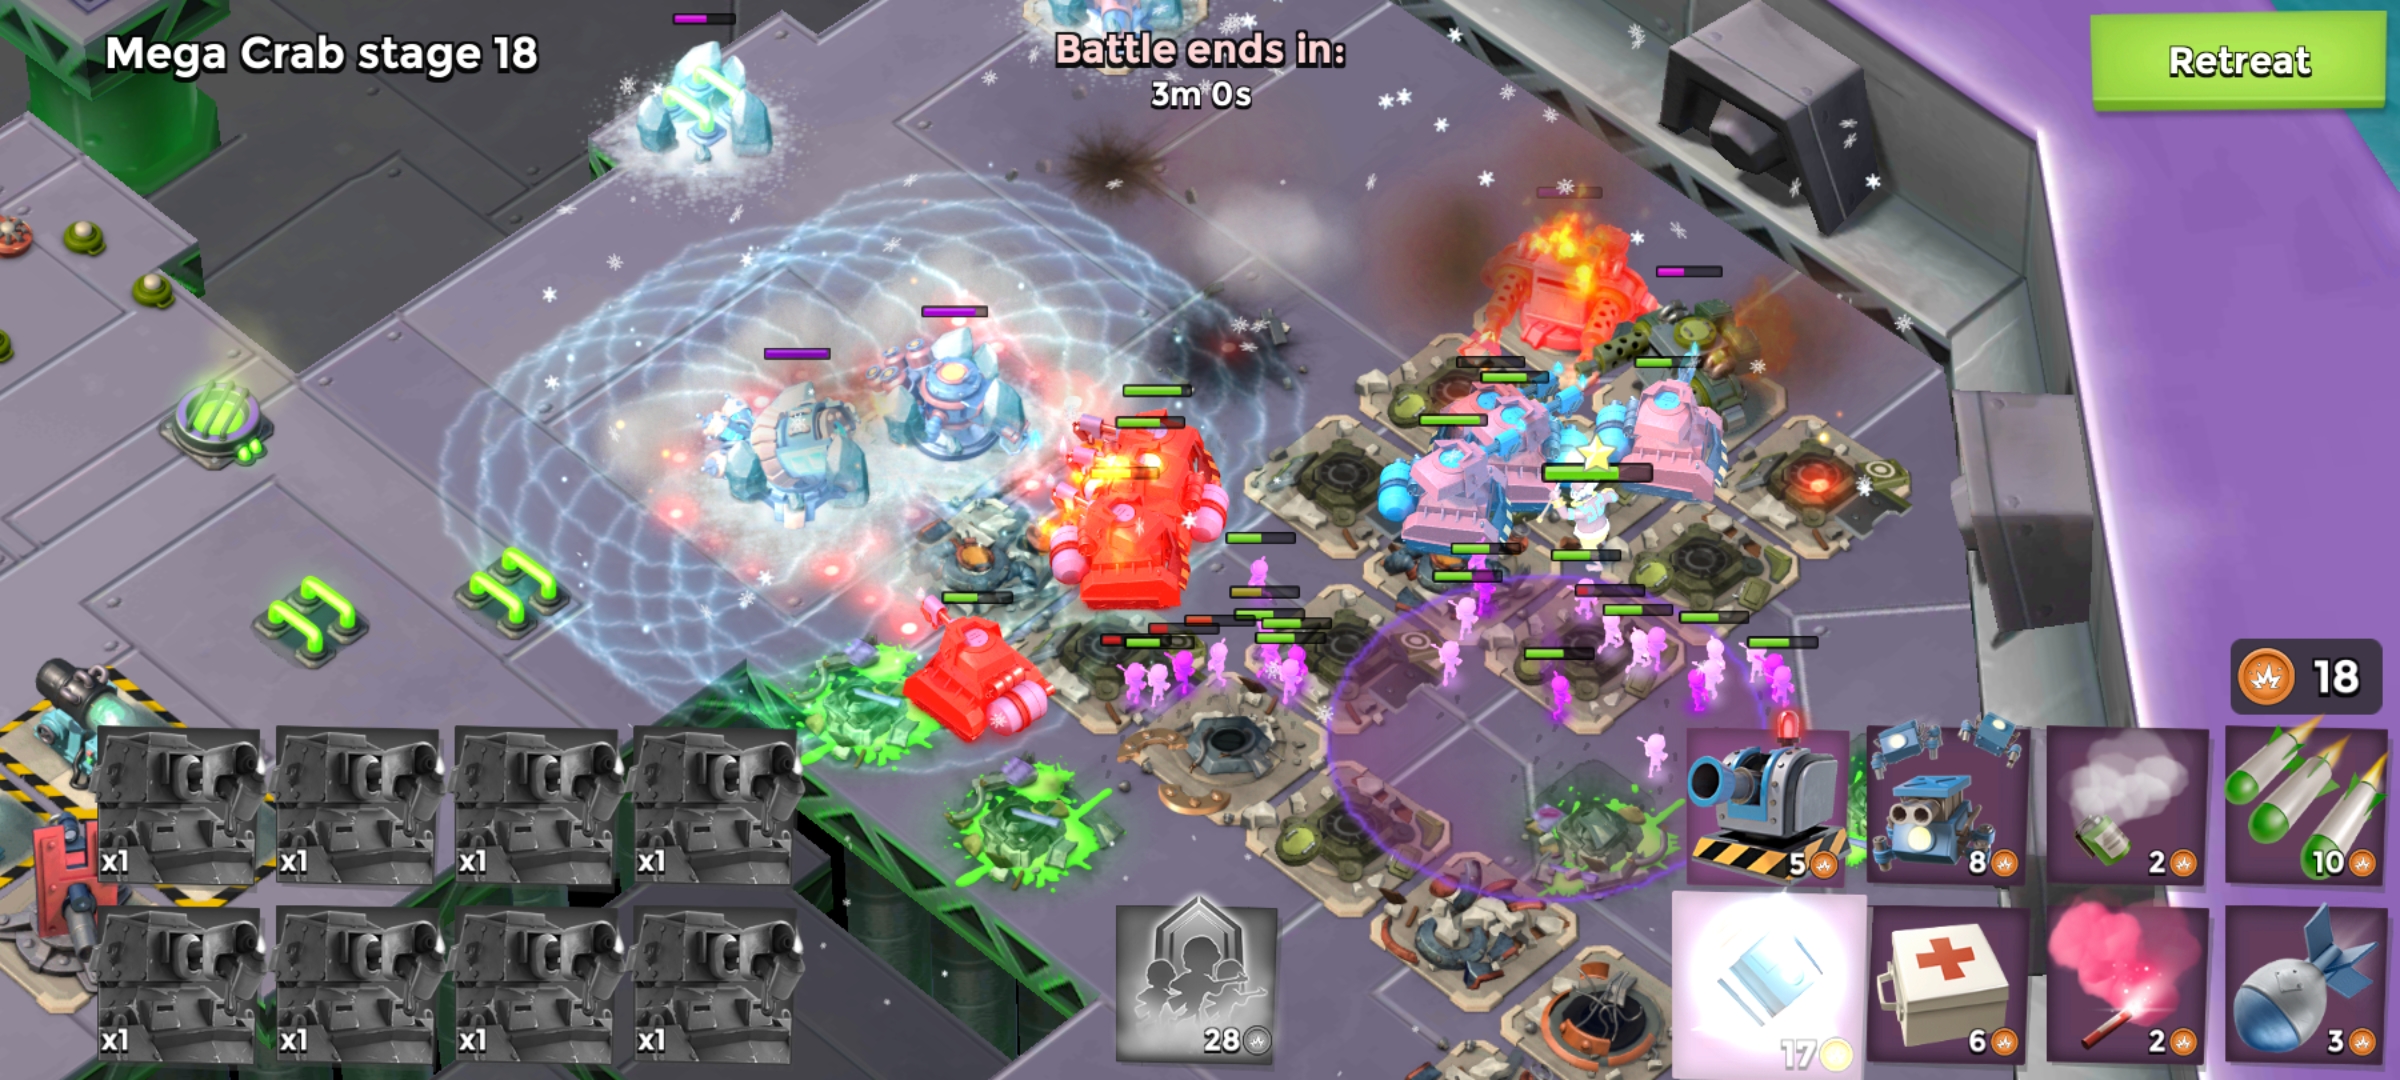 Mega Crab stage 18
Battle ends in:
3m 0s
Retreat
18
x1 x1 x1 x1
5 8 2 10
x1 x1 x1 x1
28
17 6 2 3